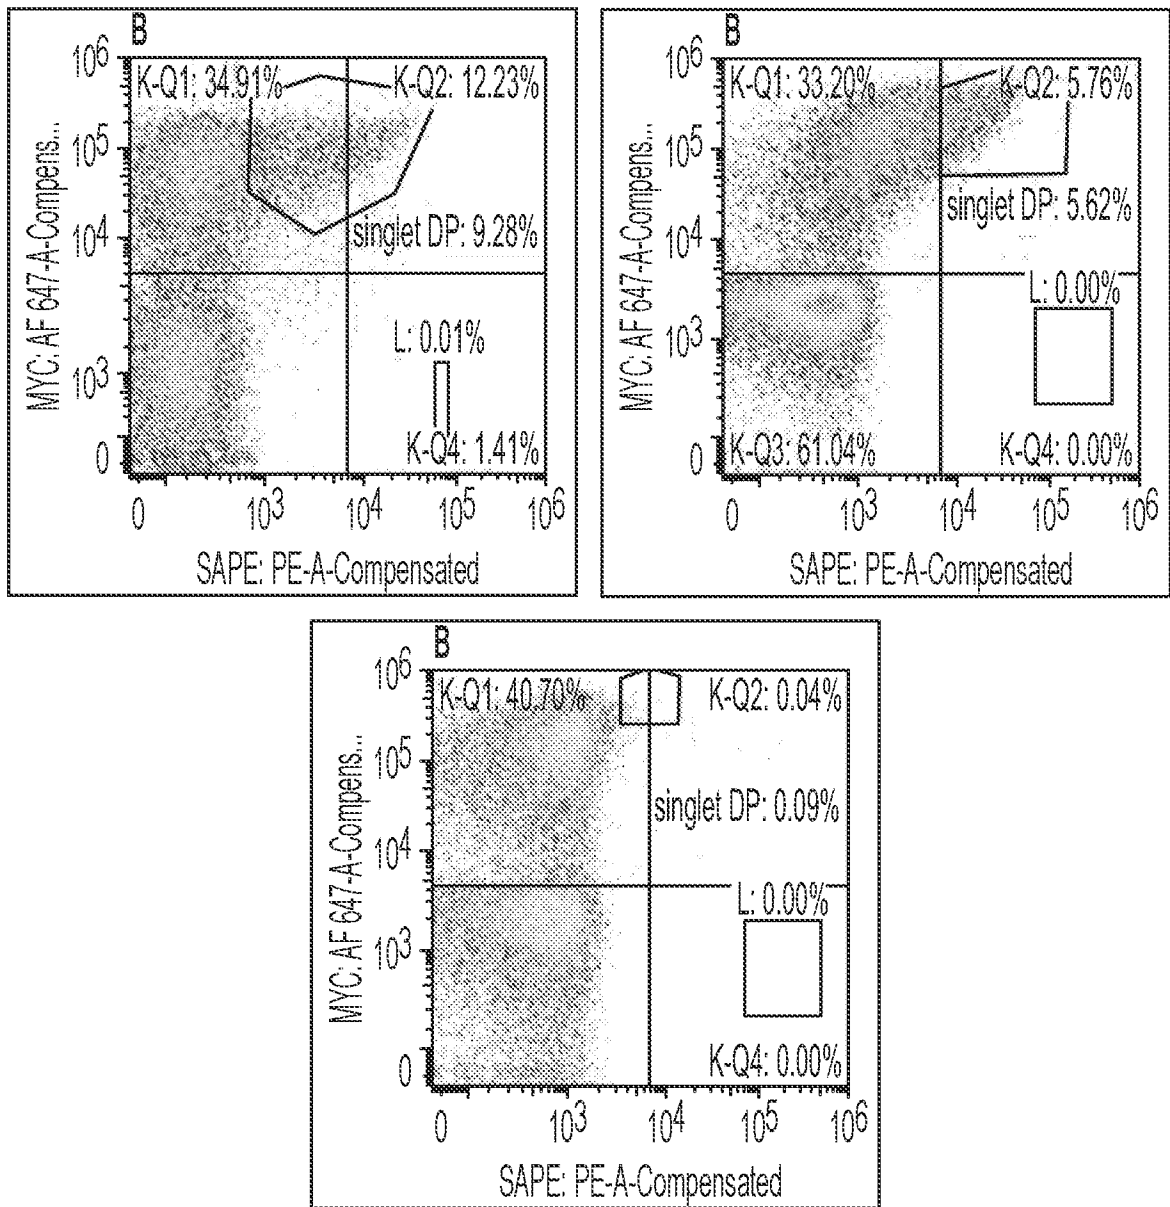 B
K-Q1: 34.91% K-Q2: 12.23%
singlet DP: 9.28%
L: 0.01%
K-Q4: 1.41%
10^6
10^5
10^4
10^3
0
MYC: AF 647-A-Compens...
0 10^3 10^4 10^5 10^6
SAPE: PE-A-Compensated
B
K-Q1: 33.20% K-Q2: 5.76%
singlet DP: 5.62%
L: 0.00%
K-Q3: 61.04% K-Q4: 0.00%
10^6
10^5
10^4
10^3
0
MYC: AF 647-A-Compens...
0 10^3 10^4 10^5 10^6
SAPE: PE-A-Compensated
B
K-Q1: 40.70% K-Q2: 0.04%
singlet DP: 0.09%
L: 0.00%
K-Q4: 0.00%
10^6
10^5
10^4
10^3
0
MYC: AF 647-A-Compens...
0 10^3 10^4 10^5 10^6
SAPE: PE-A-Compensated